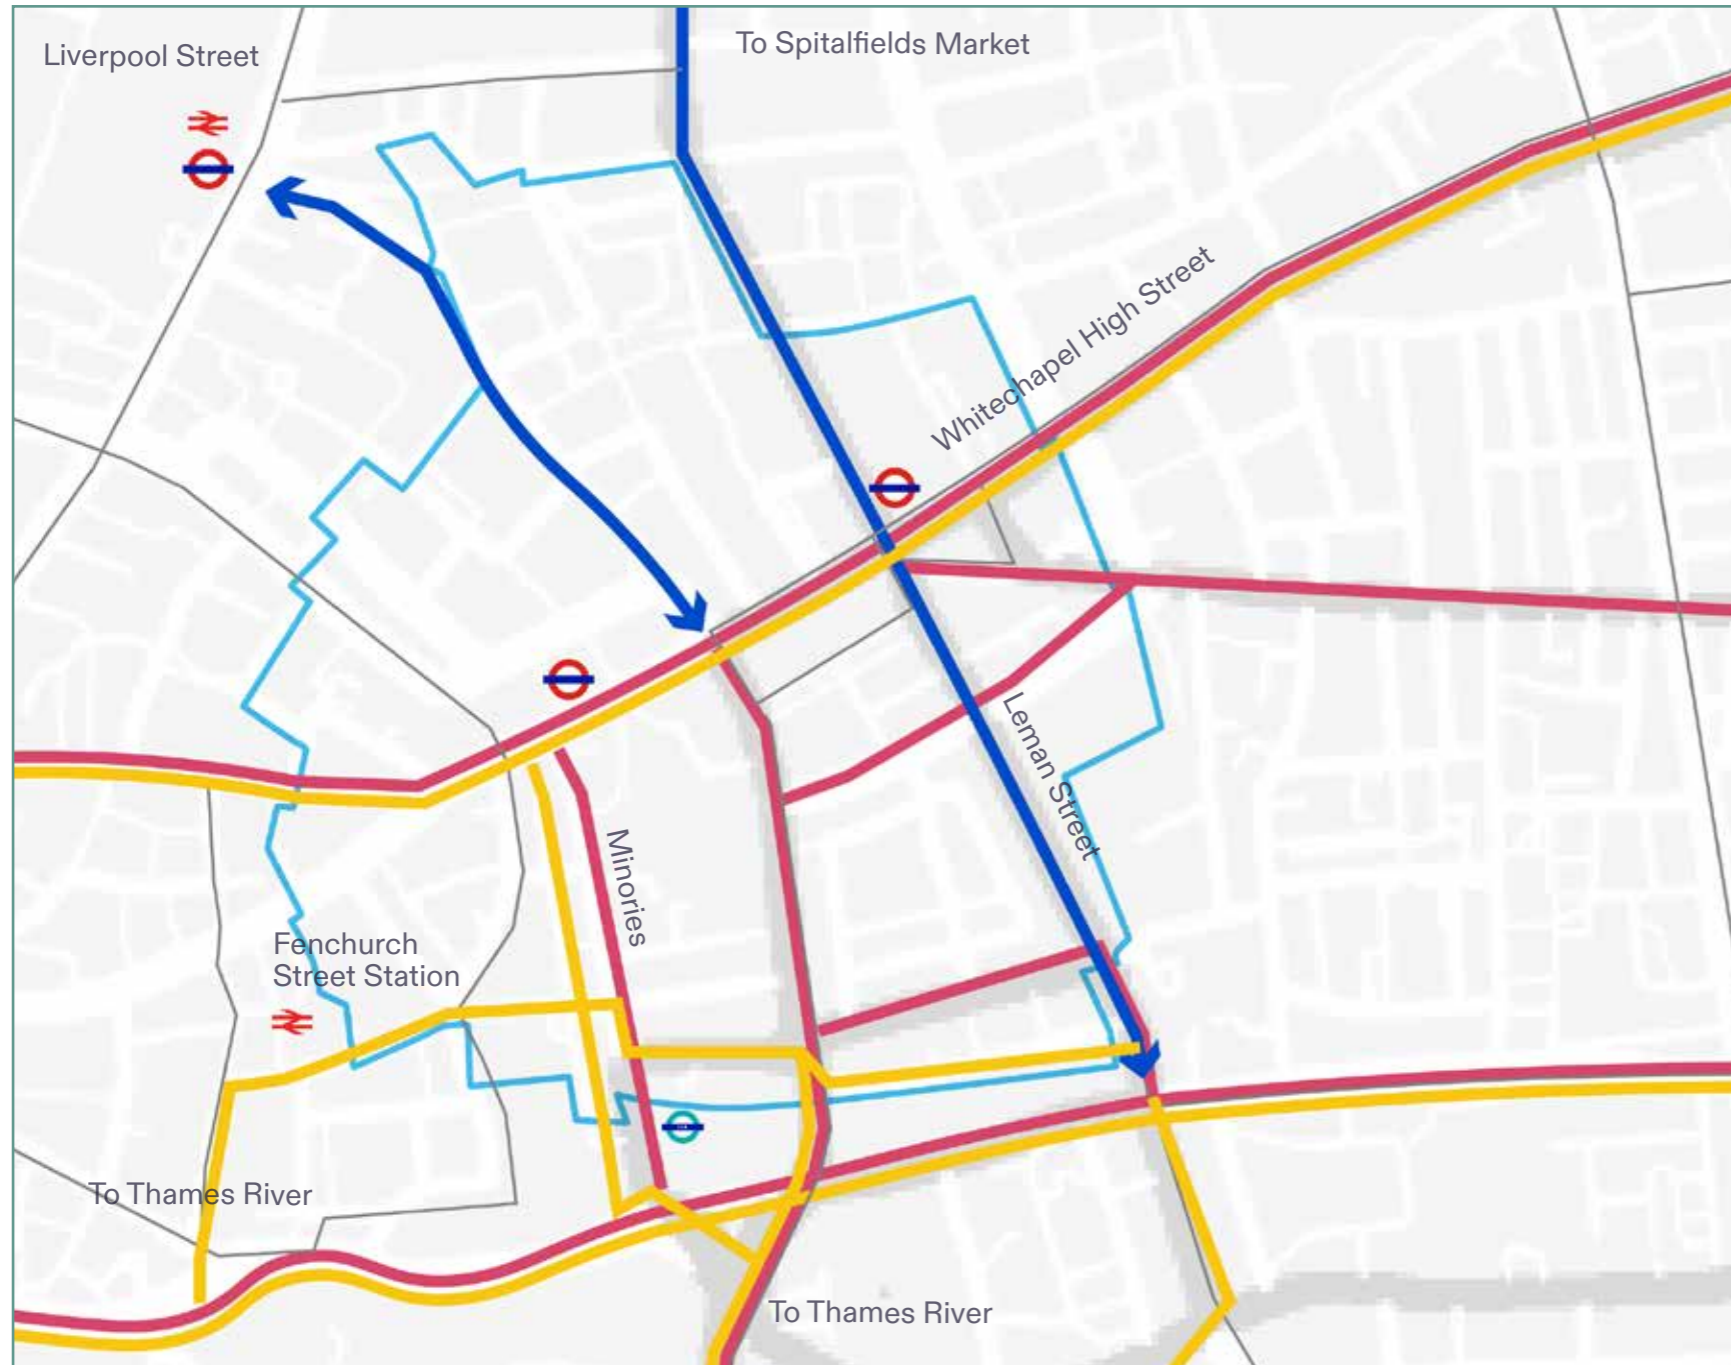 Liverpool Street
To Spitalfields Market
Whitechapel High Street
Leman Street
Minories
Fenchurch
Street Station
To Thames River
To Thames River